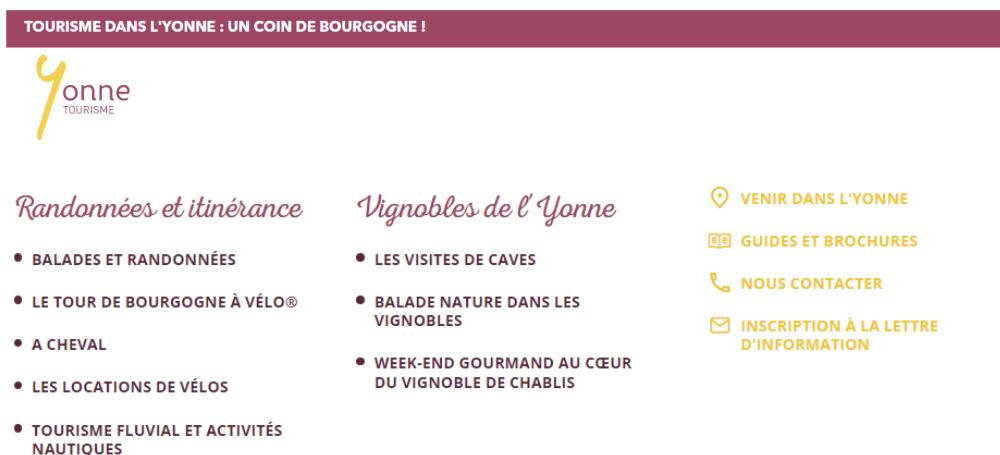 TOURISME DANS L'YONNE : UN COIN DE BOURGOGNE !
Yonne
TOURISME
Randonnées et itinérance
BALADES ET RANDONNÉES
LE TOUR DE BOURGOGNE À VÉLO®
A CHEVAL
LES LOCATIONS DE VÉLOS
TOURISME FLUVIAL ET ACTIVITÉS
NAUTIQUES
Vignobles de l' Yonne
LES VISITES DE CAVES
BALADE NATURE DANS LES
VIGNOBLES
WEEK-END GOURMAND AU CŒUR
DU VIGNOBLE DE CHABLIS
VENIR DANS L'YONNE
GUIDES ET BROCHURES
NOUS CONTACTER
INSCRIPTION À LA LETTRE
D'INFORMATION